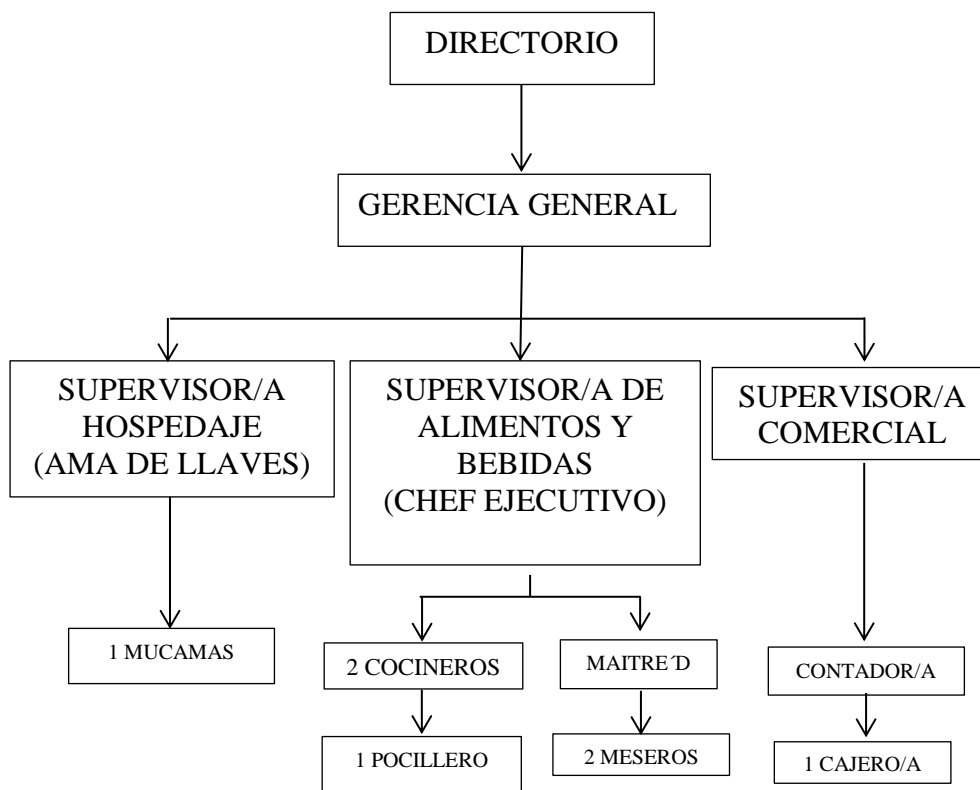 DIRECTORIO
GERENCIA GENERAL
SUPERVISOR/A
HOSPEDAJE
(AMA DE LLAVES)
SUPERVISOR/A DE
ALIMENTOS Y
BEBIDAS
(CHEF EJECUTIVO)
SUPERVISOR/A
COMERCIAL
1 MUCAMAS
2 COCINEROS
MAITRE´D
CONTADOR/A
1 POCILLERO
2 MESEROS
1 CAJERO/A